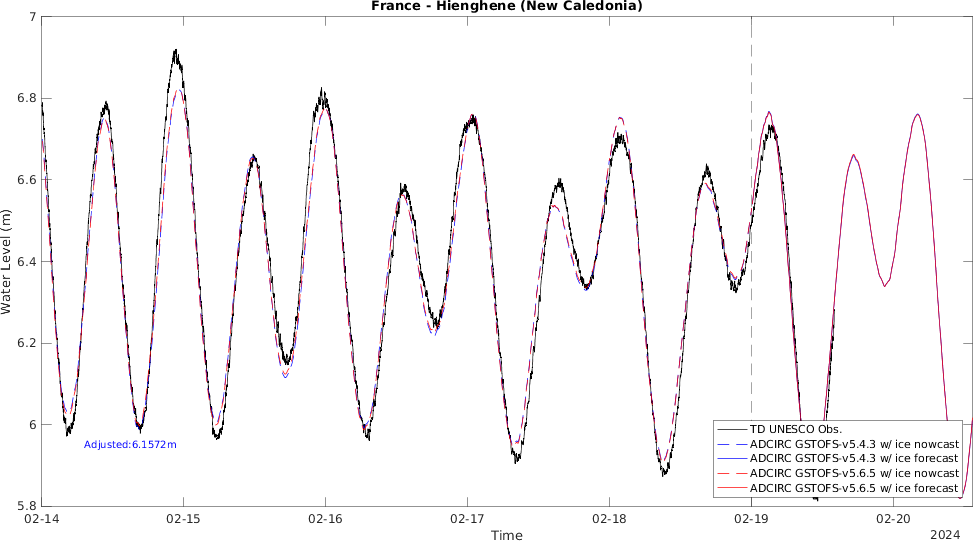 France - Hienghene (New Caledonia)
7
6.8
6.6
6.4
6.2
6
5.8
Water Level (m)
Adjusted:6.1572m
TD UNESCO Obs.
ADCIRC GSTOFS-v5.4.3 w/ ice nowcast
ADCIRC GSTOFS-v5.4.3 w/ ice forecast
ADCIRC GSTOFS-v5.6.5 w/ ice nowcast
ADCIRC GSTOFS-v5.6.5 w/ ice forecast
02-14 02-15 02-16 02-17 02-18 02-19 02-20
Time
2024